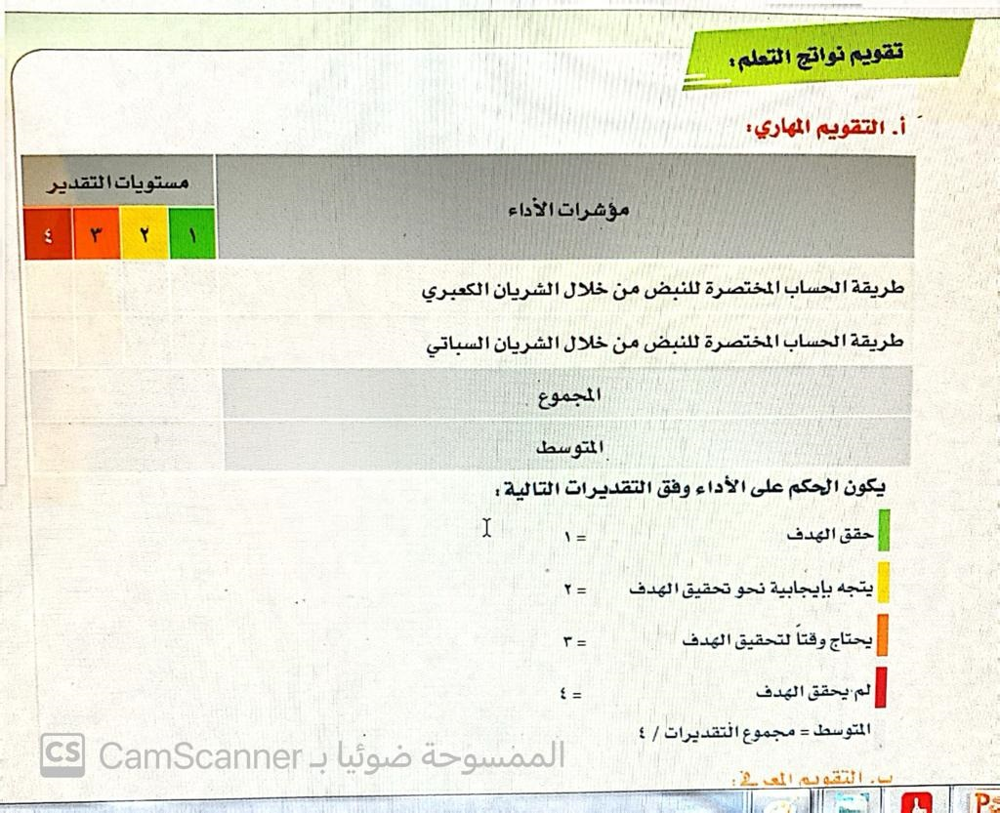 تقويم نواتج التعلم:
أ. التقويم المهاري:
مؤشرات الأداء
مستويات التقدير
١ ٢ ٣ ٤
طريقة الحساب المختصرة للنبض من خلال الشريان الكعبري
طريقة الحساب المختصرة للنبض من خلال الشريان السباتي
المجموع
المتوسط
يكون الحكم على الأداء وفق التقديرات التالية:
حقق الهدف = ١
يتجه بإيجابية نحو تحقيق الهدف = ٢
يحتاج وقتاً لتحقيق الهدف = ٣
لم يحقق الهدف = ٤
المتوسط = مجموع التقديرات / ٤
الممسوحة ضوئيا بـ CamScanner
CS
ب. التقويم المعرفي: